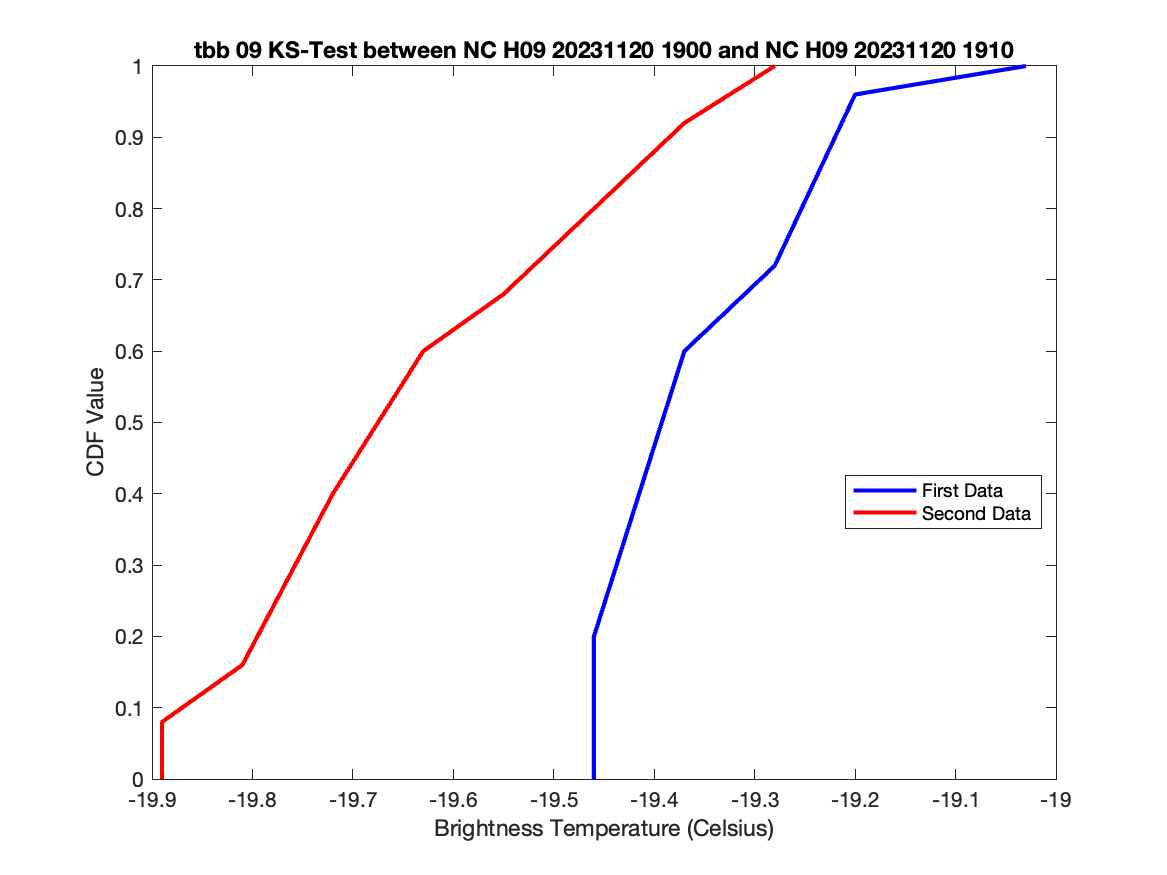 tbb 09 KS-Test between NC H09 20231120 1900 and NC H09 20231120 1910
1
0.9
0.8
0.7
0.6
0.5
0.4
0.3
0.2
0.1
0
CDF Value
First Data
Second Data
-19.9 -19.8 -19.7 -19.6 -19.5 -19.4 -19.3 -19.2 -19.1 -19
Brightness Temperature (Celsius)